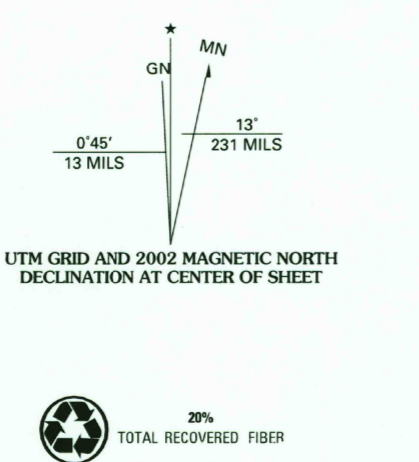 ★
MN
GN
0°45'
13 MILS
13°
231 MILS
UTM GRID AND 2002 MAGNETIC NORTH
DECLINATION AT CENTER OF SHEET
20%
TOTAL RECOVERED FIBER